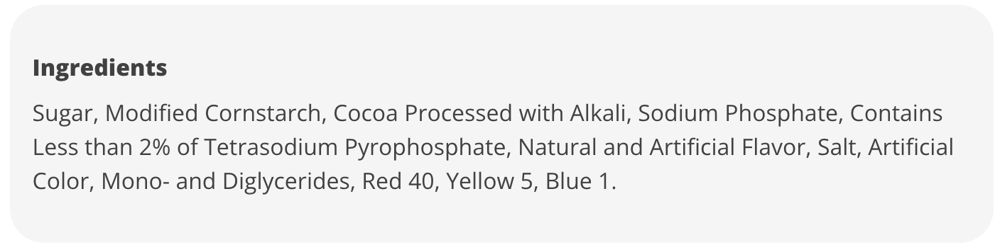 Ingredients
Sugar, Modified Cornstarch, Cocoa Processed with Alkali, Sodium Phosphate, Contains
Less than 2% of Tetrasodium Pyrophosphate, Natural and Artificial Flavor, Salt, Artificial
Color, Mono- and Diglycerides, Red 40, Yellow 5, Blue 1.